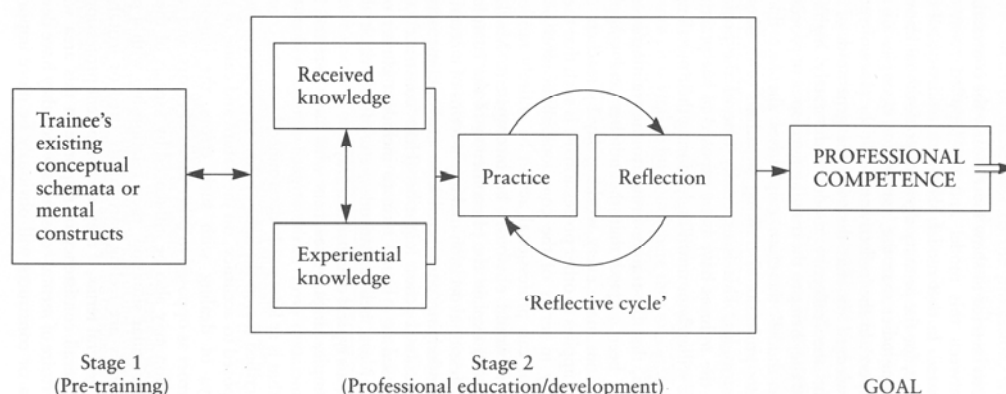 Trainee's
existing
conceptual
schemata or
mental
constructs
Received
knowledge
Experiential
knowledge
Practice
Reflection
'Reflective cycle'
PROFESSIONAL
COMPETENCE
Stage 1
(Pre-training)
Stage 2
(Professional education/development)
GOAL